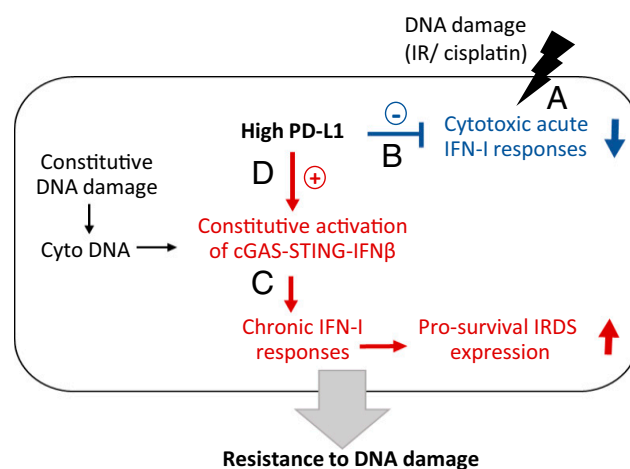 DNA damage
(IR/ cisplatin)
A
High PD-L1
-
B
Cytotoxic acute
IFN-I responses
Constitutive
DNA damage
D
+
Cyto DNA
Constitutive activation
of cGAS-STING-IFNβ
C
Chronic IFN-I
responses
Pro-survival IRDS
expression
Resistance to DNA damage